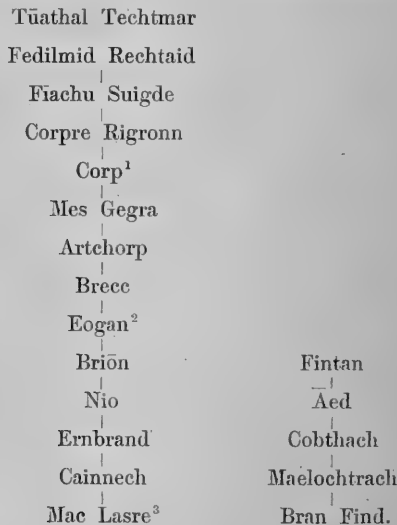 Tūathal Techtmar
Fedilmid Rechtaid
Fīachu Suigde
Corpre Rigronn
Corp¹
Mes Gegra
Artchorp
Brecc
Eogan²
Briōn Fintan
Nio Āed
Ernbrand Cobthach
Cainnech Maelochtrach
Mac Lasre³ Bran Find.